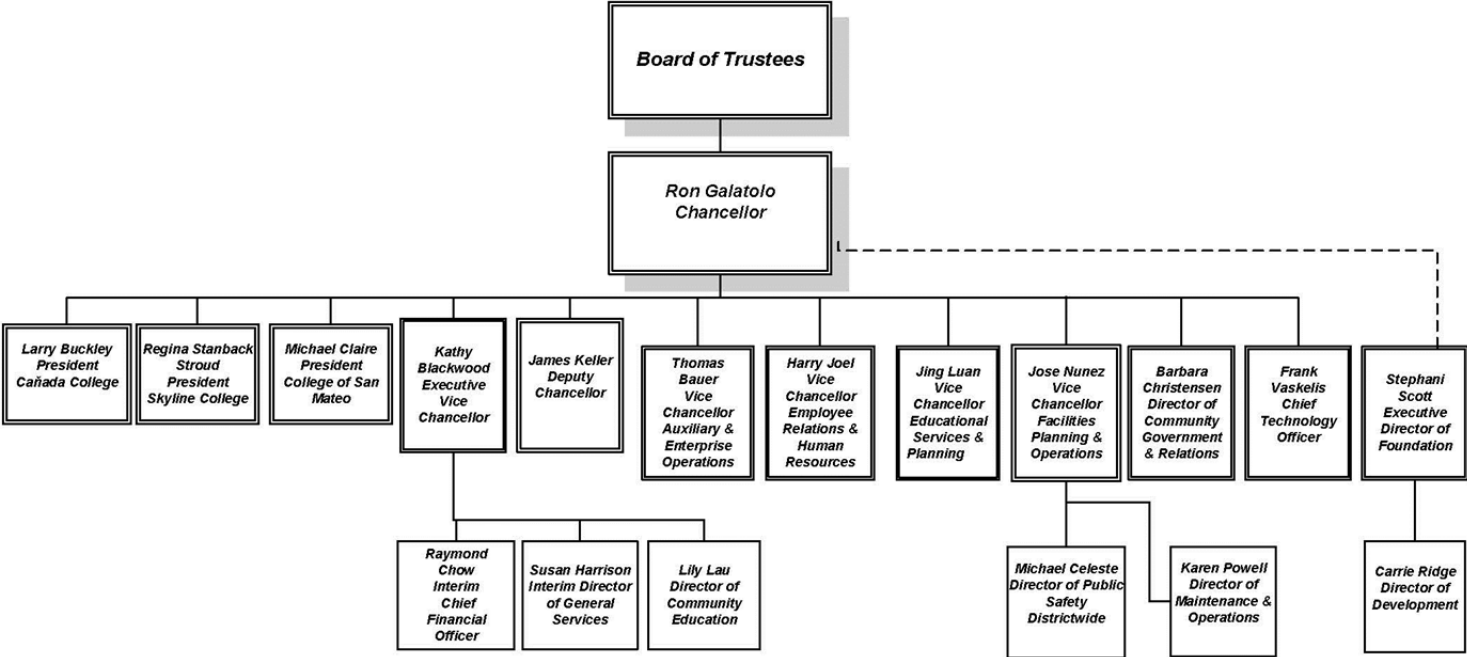 Board of Trustees
Ron Galatolo
Chancellor
Larry Buckley
President
Caňada College
Regina Stanback
Stroud
President
Skyline College
Michael Claire
President
College of San
Mateo
Kathy
Blackwood
Executive
Vice
Chancellor
James Keller
Deputy
Chancellor
Thomas
Bauer
Vice
Chancellor
Auxiliary &
Enterprise
Operations
Harry Joel
Vice
Chancellor
Employee
Relations &
Human
Resources
Jing Luan
Vice
Chancellor
Educational
Services &
Planning
Jose Nunez
Vice
Chancellor
Facilities
Planning &
Operations
Barbara
Christensen
Director of
Community
Government
& Relations
Frank
Vaskelis
Chief
Technology
Officer
Stephani
Scott
Executive
Director of
Foundation
Raymond
Chow
Interim
Chief
Financial
Officer
Susan Harrison
Interim Director
of General
Services
Lily Lau
Director of
Community
Education
Michael Celeste
Director of Public
Safety
Districtwide
Karen Powell
Director of
Maintenance &
Operations
Carrie Ridge
Director of
Development